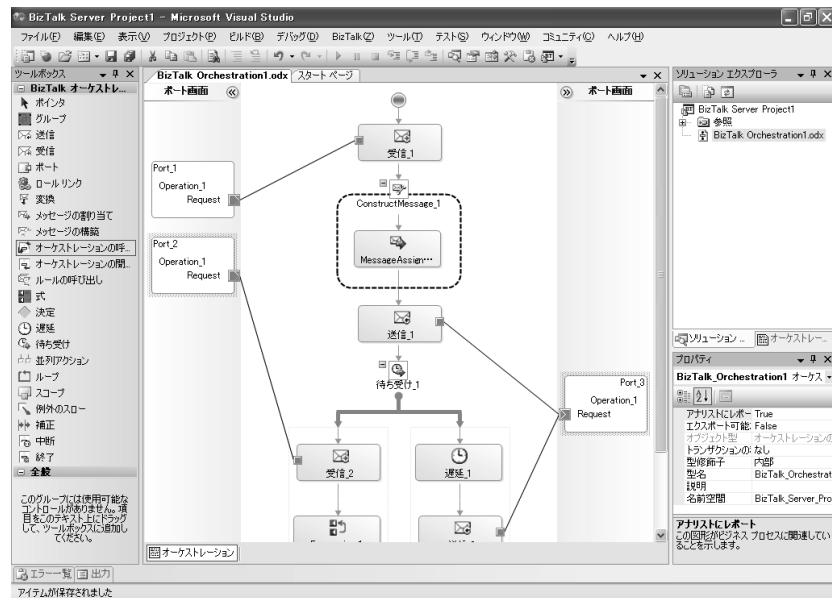 BizTalk Server Project1 - Microsoft Visual Studio
ファイル(F) 編集(E) 表示(V) プロジェクト(P) ビルド(B) デバッグ(D) BizTalk(Z) ツール(T) テスト(S) ウィンドウ(W) コミュニティ(C) ヘルプ(H)
ツールボックス
BizTalk オーケストレ...
ポインタ
グループ
送信
受信
ポート
ロール リンク
変換
メッセージの割り当て
メッセージの構築
オーケストレーションの呼...
オーケストレーションの開...
ルールの呼び出し
式
決定
遅延
待ち受け
並列アクション
ループ
スコープ
例外のスロー
補正
中断
終了
全般
このグループには使用可能な
コントロールがありません。項
目をこのテキスト上にドラッグ
して、ツールボックスに追加し
てください。
BizTalk Orchestration1.odx スタート ページ
ポート画面
ポート画面
受信_1
Port_1
Operation_1
Request
ConstructMessage_1
MessageAssign...
Port_2
Operation_1
Request
送信_1
待ち受け_1
Port_3
Operation_1
Request
受信_2
遅延_1
オーケストレーション
ソリューション エクスプローラ
BizTalk Server Project1
参照
BizTalk Orchestration1.odx
ソリューション ...
オーケストレー...
プロパティ
BizTalk_Orchestration1 オーケス
アナリストにレポー True
エクスポート可能: False
オブジェクト型 オーケストレーションの
トランザクションの: なし
型修飾子 内部
型名 BizTalk_Orchestrat
説明
名前空間 BizTalk_Server_Pro
アナリストにレポート
この図形がビジネス プロセスに関連してい
ることを示します。
エラー一覧 出力
アイテムが保存されました